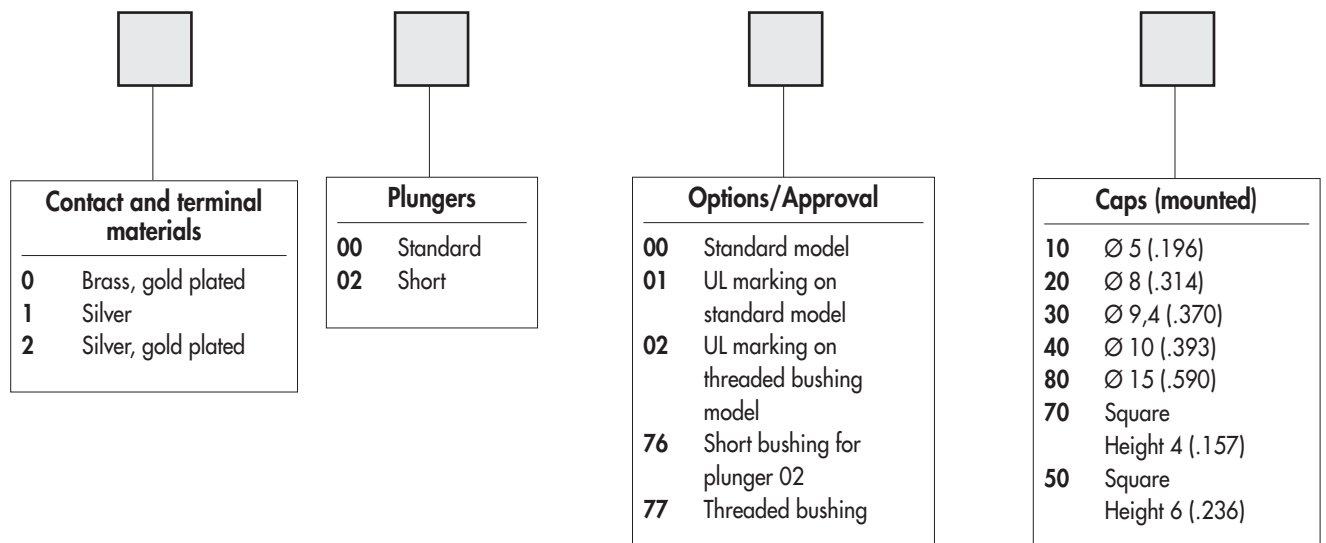 Contact and terminal
materials
0 Brass, gold plated
1 Silver
2 Silver, gold plated
Plungers
00 Standard
02 Short
Options/Approval
00 Standard model
01 UL marking on
standard model
02 UL marking on
threaded bushing
model
76 Short bushing for
plunger 02
77 Threaded bushing
Caps (mounted)
10 Ø 5 (.196)
20 Ø 8 (.314)
30 Ø 9,4 (.370)
40 Ø 10 (.393)
80 Ø 15 (.590)
70 Square
Height 4 (.157)
50 Square
Height 6 (.236)